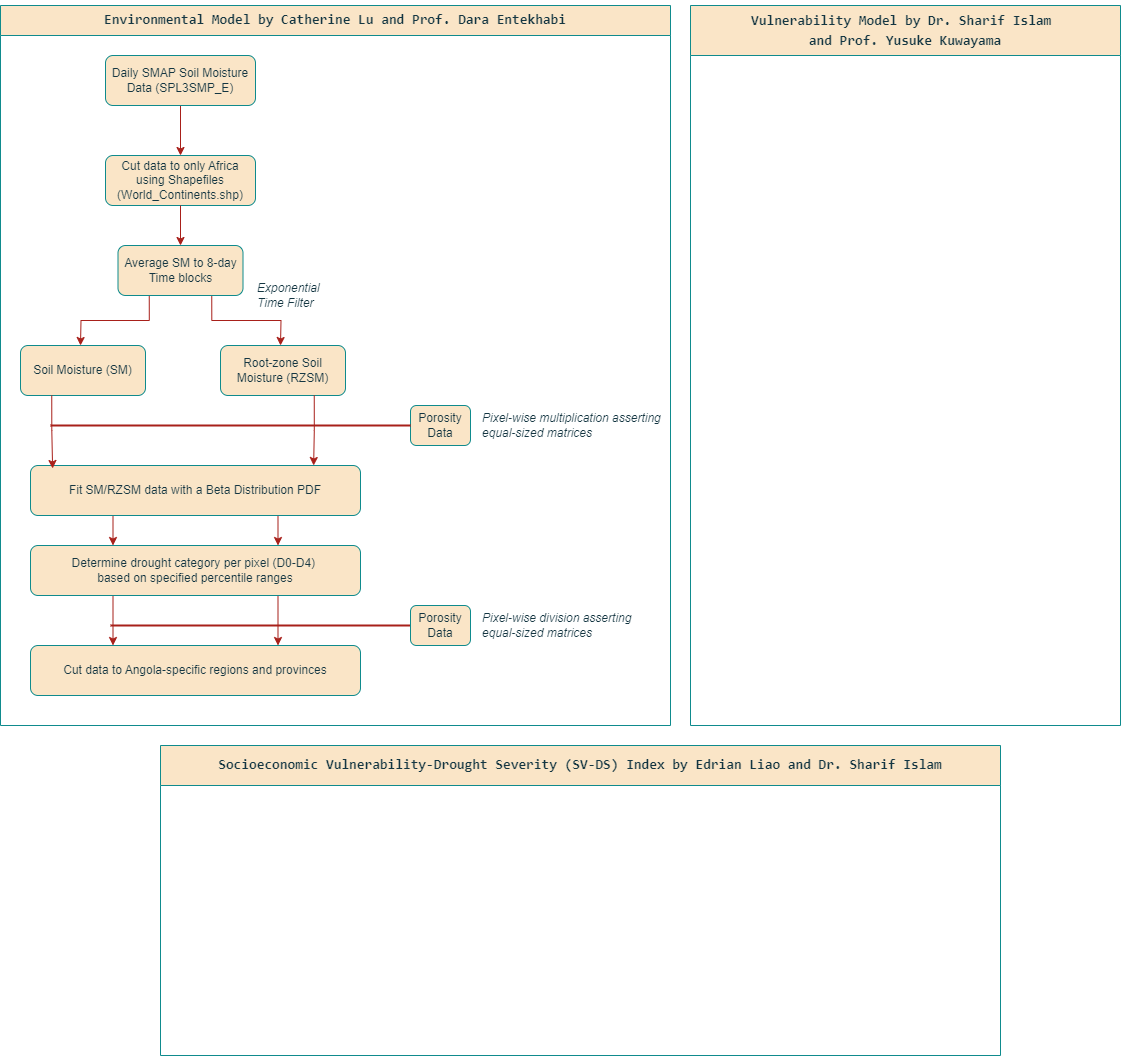 Environmental Model by Catherine Lu and Prof. Dara Entekhabi
Daily SMAP Soil Moisture
Data (SPL3SMP_E)
Cut data to only Africa
using Shapefiles
(World_Continents.shp)
Average SM to 8-day
Time blocks
Exponential
Time Filter
Soil Moisture (SM)
Root-zone Soil
Moisture (RZSM)
Porosity
Data
Pixel-wise multiplication asserting
equal-sized matrices
Fit SM/RZSM data with a Beta Distribution PDF
Determine drought category per pixel (D0-D4)
based on specified percentile ranges
Porosity
Data
Pixel-wise division asserting
equal-sized matrices
Cut data to Angola-specific regions and provinces
Vulnerability Model by Dr. Sharif Islam
and Prof. Yusuke Kuwayama
Socioeconomic Vulnerability-Drought Severity (SV-DS) Index by Edrian Liao and Dr. Sharif Islam